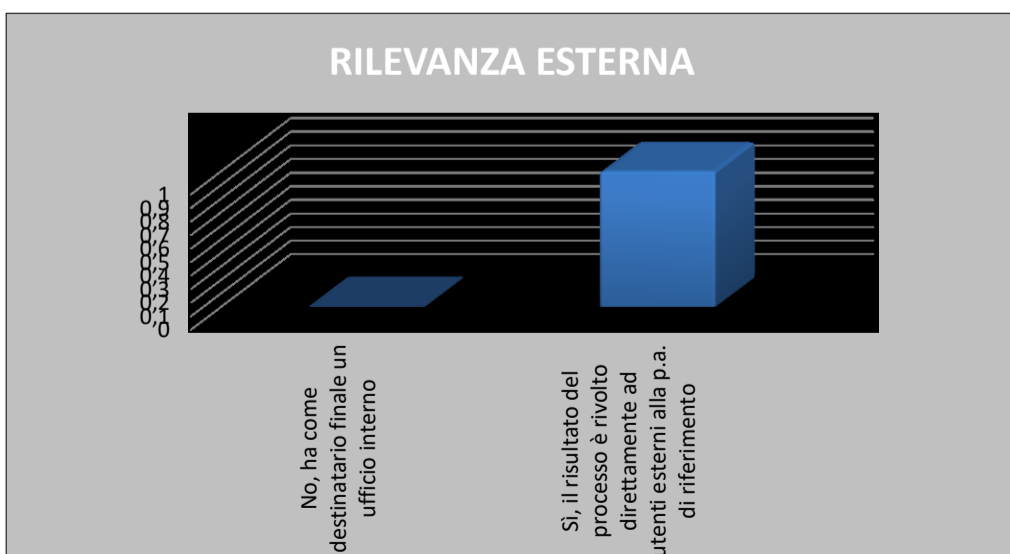 RILEVANZA ESTERNA
1
0,9
0,8
0,7
0,6
0,5
0,4
0,3
0,2
0,1
0
No, ha come
destinatario finale un
ufficio interno
Sì, il risultato del
processo è rivolto
direttamente ad
utenti esterni alla p.a.
di riferimento